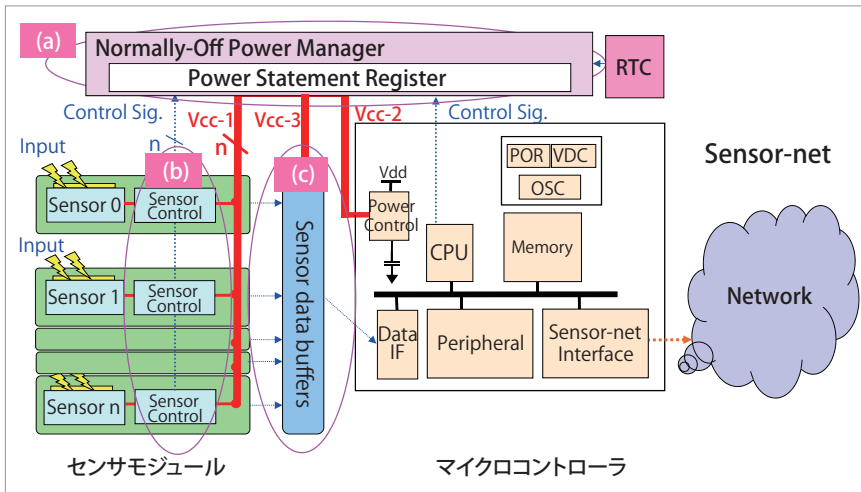 (a)
Normally-Off Power Manager
Power Statement Register
RTC
Control Sig.
n
Vcc-1
n
Vcc-3
Vcc-2
Control Sig.
Input
(b)
(c)
Sensor 0
Sensor
Control
Input
Sensor 1
Sensor
Control
Sensor n
Sensor
Control
Sensor data buffers
Vdd
Power
Control
POR
VDC
OSC
CPU
Memory
Data
IF
Peripheral
Sensor-net
Interface
Sensor-net
Network
センサモジュール
マイクロコントローラ